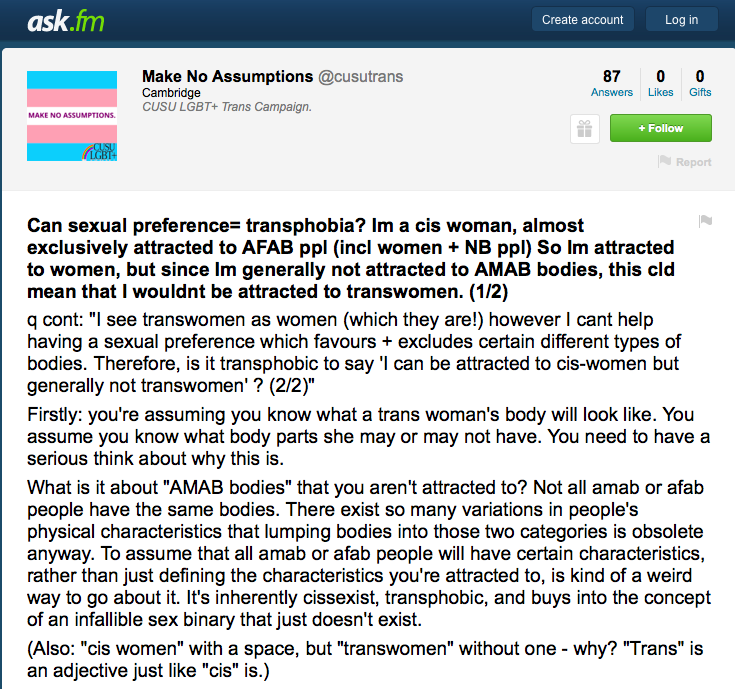 ask.fm
Create account
Log in
MAKE NO ASSUMPTIONS.
CUSU
LGBT+
Make No Assumptions @cusutrans
Cambridge
CUSU LGBT+ Trans Campaign.
87
Answers
0
Likes
0
Gifts
+ Follow
Report
Can sexual preference= transphobia? Im a cis woman, almost
exclusively attracted to AFAB ppl (incl women + NB ppl) So Im attracted
to women, but since Im generally not attracted to AMAB bodies, this cld
mean that I wouldnt be attracted to transwomen. (1/2)
q cont: "I see transwomen as women (which they are!) however I cant help
having a sexual preference which favours + excludes certain different types of
bodies. Therefore, is it transphobic to say 'I can be attracted to cis-women but
generally not transwomen' ? (2/2)"
Firstly: you're assuming you know what a trans woman's body will look like. You
assume you know what body parts she may or may not have. You need to have a
serious think about why this is.
What is it about "AMAB bodies" that you aren't attracted to? Not all amab or afab
people have the same bodies. There exist so many variations in people's
physical characteristics that lumping bodies into those two categories is obsolete
anyway. To assume that all amab or afab people will have certain characteristics,
rather than just defining the characteristics you're attracted to, is kind of a weird
way to go about it. It's inherently cissexist, transphobic, and buys into the concept
of an infallible sex binary that just doesn't exist.
(Also: "cis women" with a space, but "transwomen" without one - why? "Trans" is
an adjective just like "cis" is.)